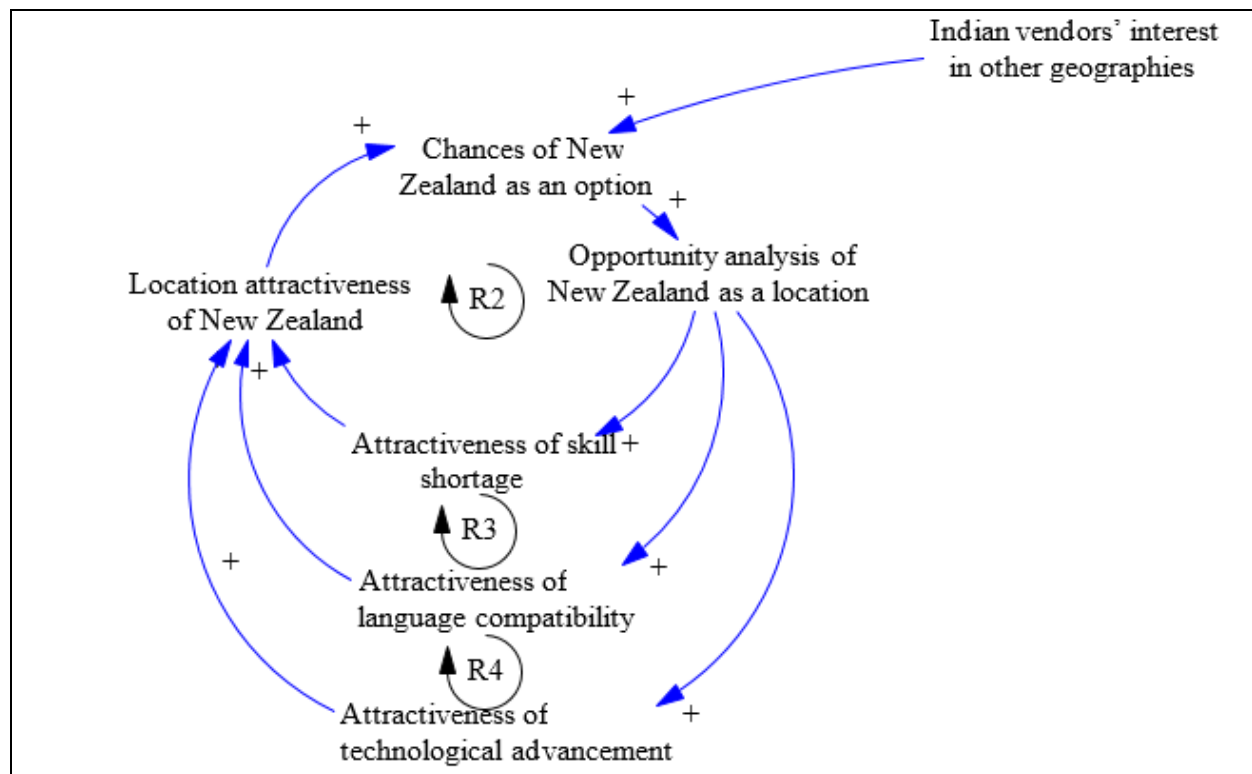 Indian vendors’ interest
in other geographies
+
+
Chances of New
Zealand as an option
+
Opportunity analysis of
New Zealand as a location
Location attractiveness
of New Zealand
R2
+
Attractiveness of skill
shortage
+
R3
+
+
Attractiveness of
language compatibility
R4
+
Attractiveness of
technological advancement